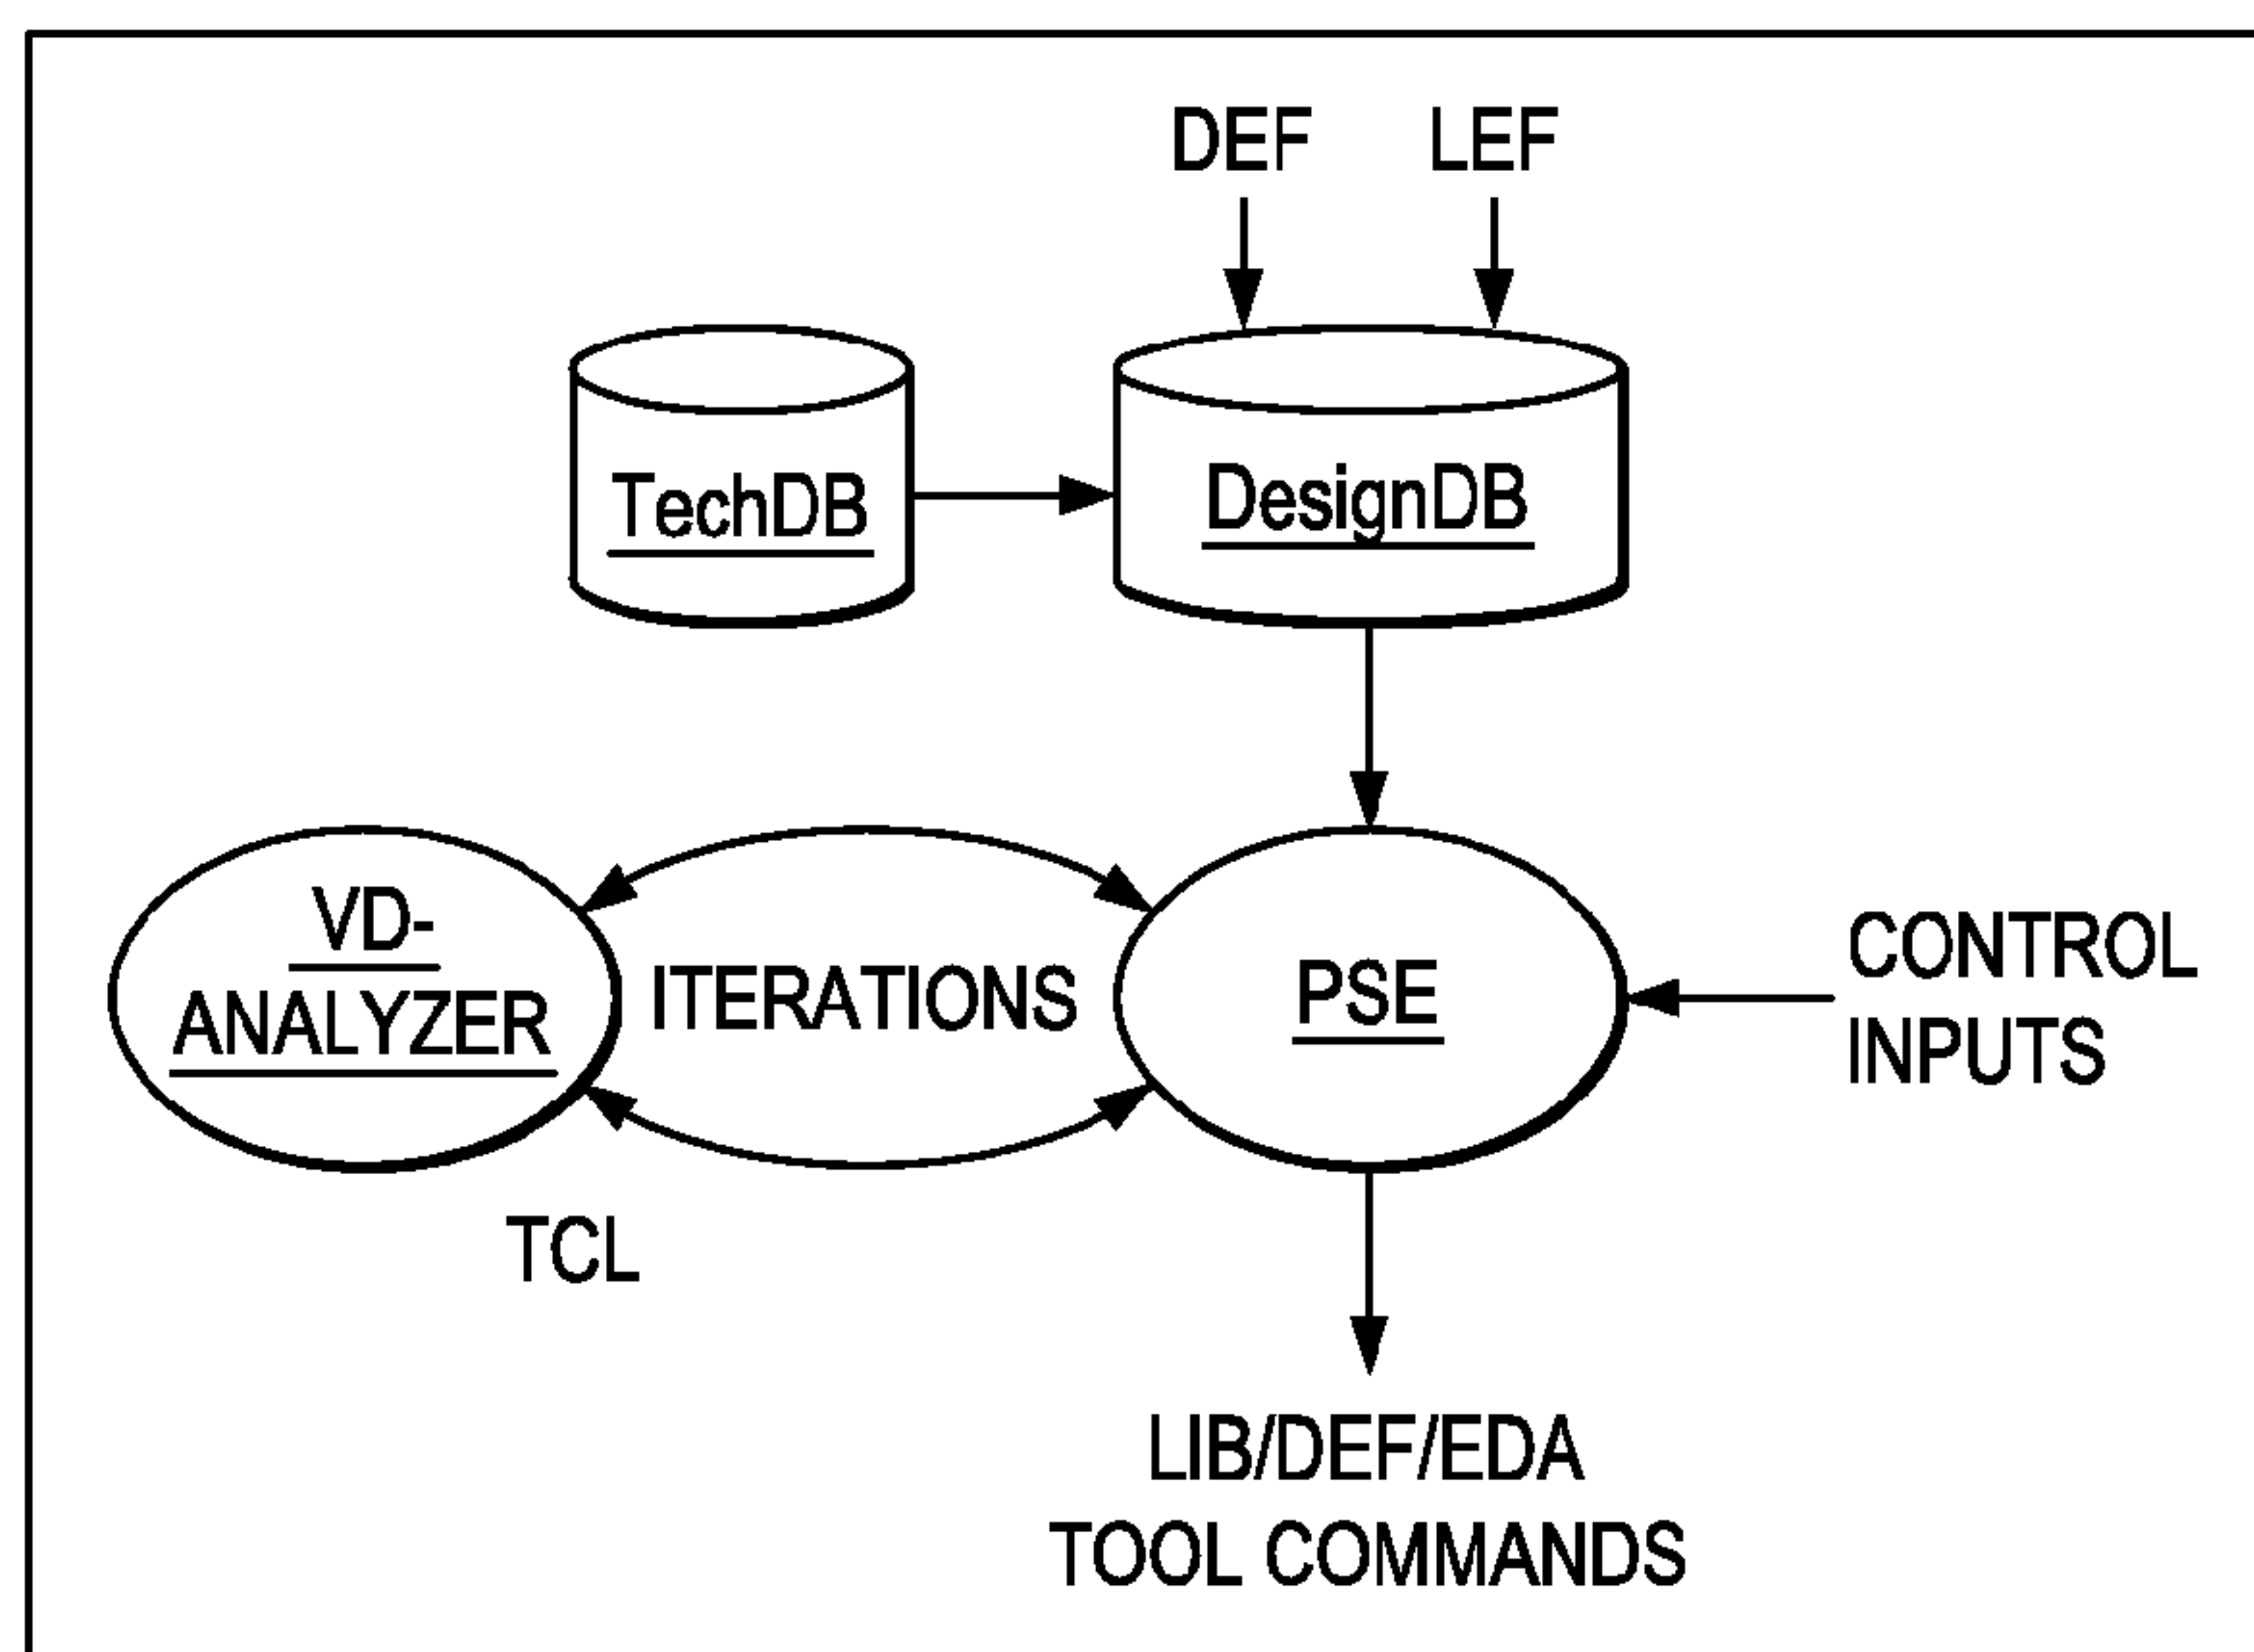 DEF LEF
TechDB
DesignDB
VD-
ANALYZER
ITERATIONS
PSE
CONTROL
INPUTS
TCL
LIB/DEF/EDA
TOOL COMMANDS